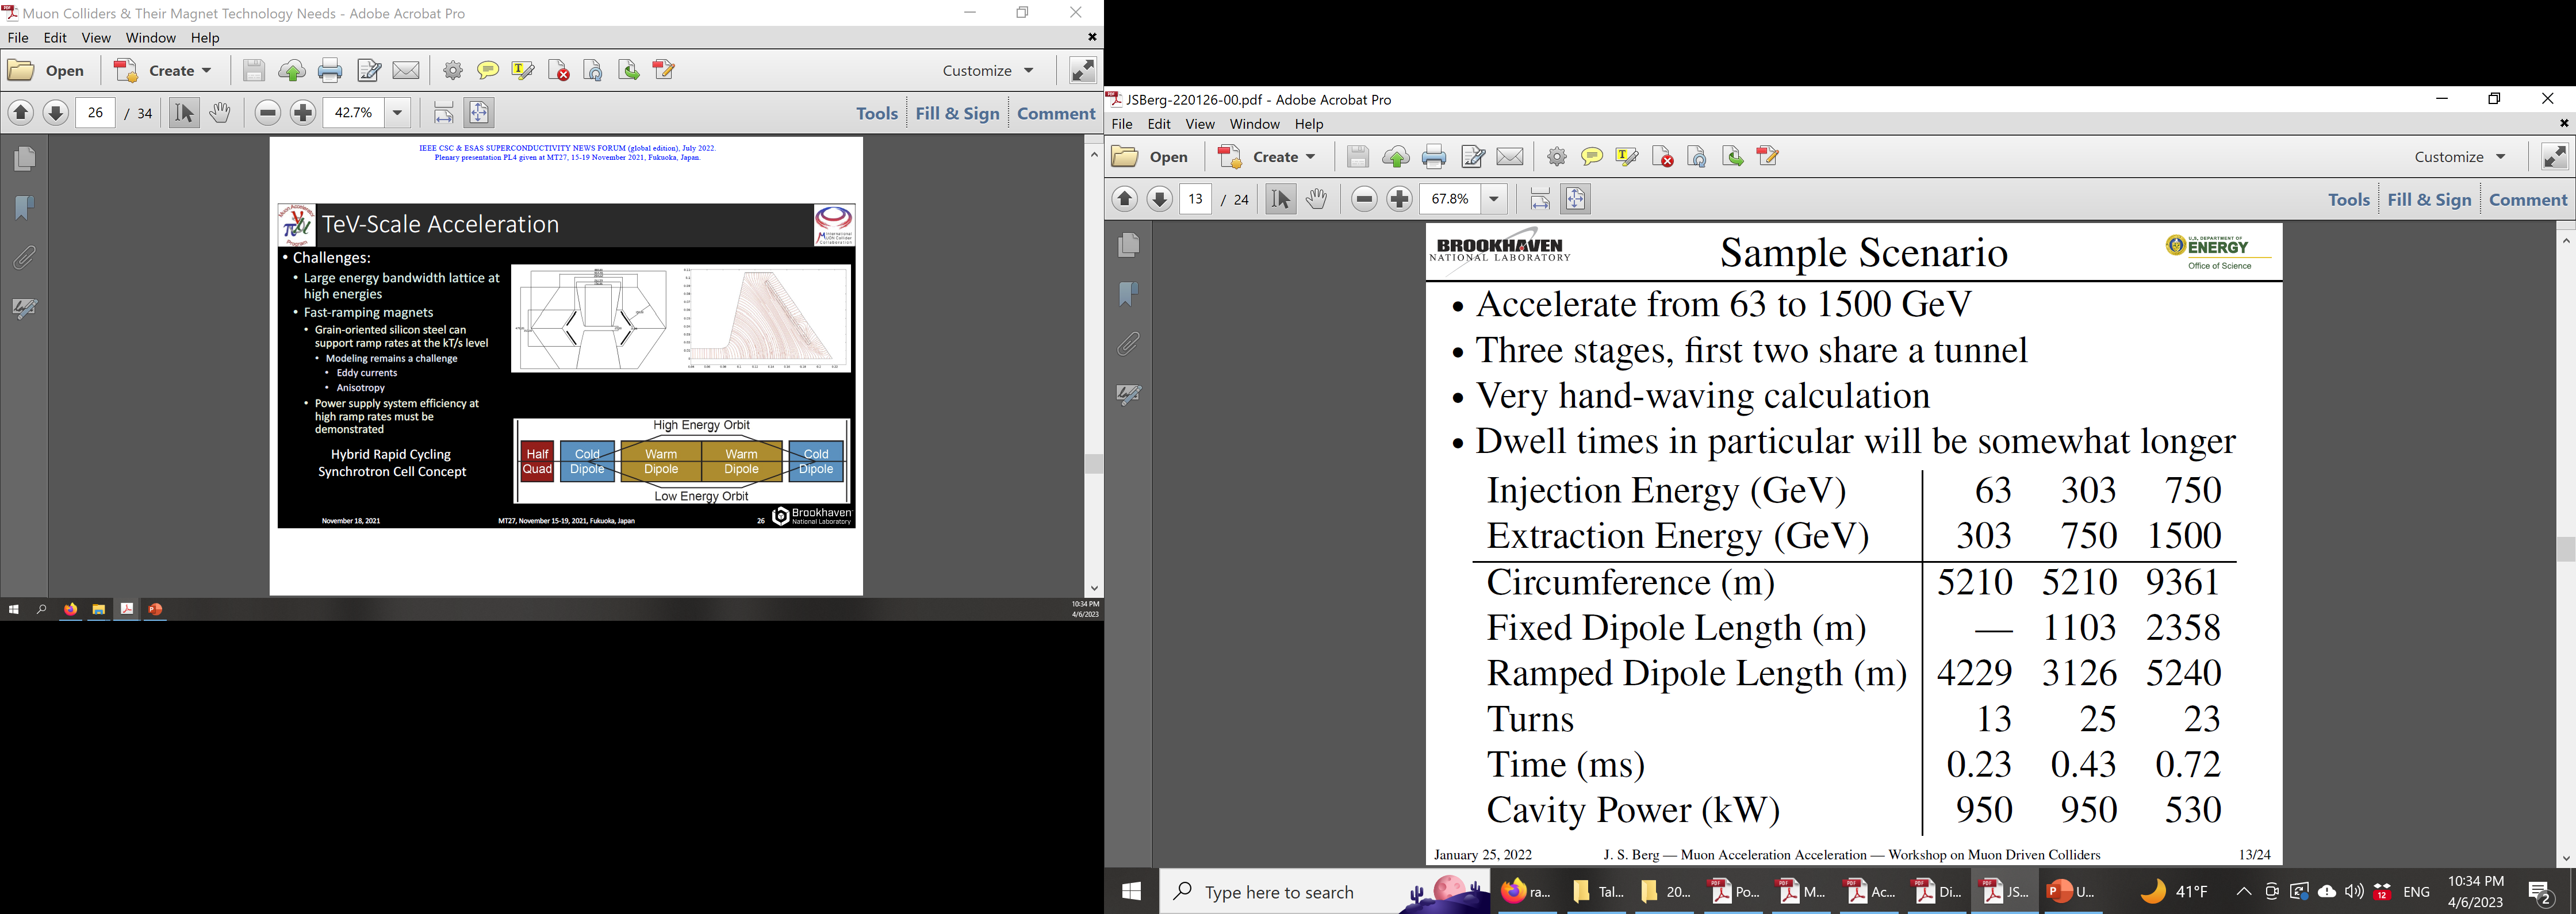 Muon Colliders & Their Magnet Technology Needs - Adobe Acrobat Pro
File Edit View Window Help
Open Create Customize
26 / 34 42.7% Tools Fill & Sign Comment
IEEE CSC & ESAS SUPERCONDUCTIVITY NEWS FORUM (global edition), July 2022.
Plenary presentation PL4 given at MT27, 15-19 November 2021, Fukuoka, Japan.
TeV-Scale Acceleration
• Challenges:
• Large energy bandwidth lattice at
high energies
• Fast-ramping magnets
• Grain-oriented silicon steel can
support ramp rates at the kT/s level
• Modeling remains a challenge
• Eddy currents
• Anisotropy
• Power supply system efficiency at
high ramp rates must be
demonstrated
Hybrid Rapid Cycling
Synchrotron Cell Concept
High Energy Orbit
Half Cold Warm Warm Cold
Quad Dipole Dipole Dipole Dipole
Low Energy Orbit
November 18, 2021 MT27, November 15-19, 2021, Fukuoka, Japan 26 Brookhaven
National Laboratory
10:34 PM
4/6/2023
JSBerg-220126-00.pdf - Adobe Acrobat Pro
File Edit View Window Help
Open Create Customize
13 / 24 67.8% Tools Fill & Sign Comment
BROOKHAVEN
NATIONAL LABORATORY
Sample Scenario
U.S. DEPARTMENT OF
ENERGY
Office of Science
• Accelerate from 63 to 1500 GeV
• Three stages, first two share a tunnel
• Very hand-waving calculation
• Dwell times in particular will be somewhat longer
Injection Energy (GeV) 63 303 750
Extraction Energy (GeV) 303 750 1500
Circumference (m) 5210 5210 9361
Fixed Dipole Length (m) — 1103 2358
Ramped Dipole Length (m) 4229 3126 5240
Turns 13 25 23
Time (ms) 0.23 0.43 0.72
Cavity Power (kW) 950 950 530
January 25, 2022 J. S. Berg — Muon Acceleration Acceleration — Workshop on Muon Driven Colliders 13/24
Type here to search ra... Tal... 20... Po... M... Ac... Di... JS... U... 41°F 12 ENG 10:34 PM
4/6/2023 2